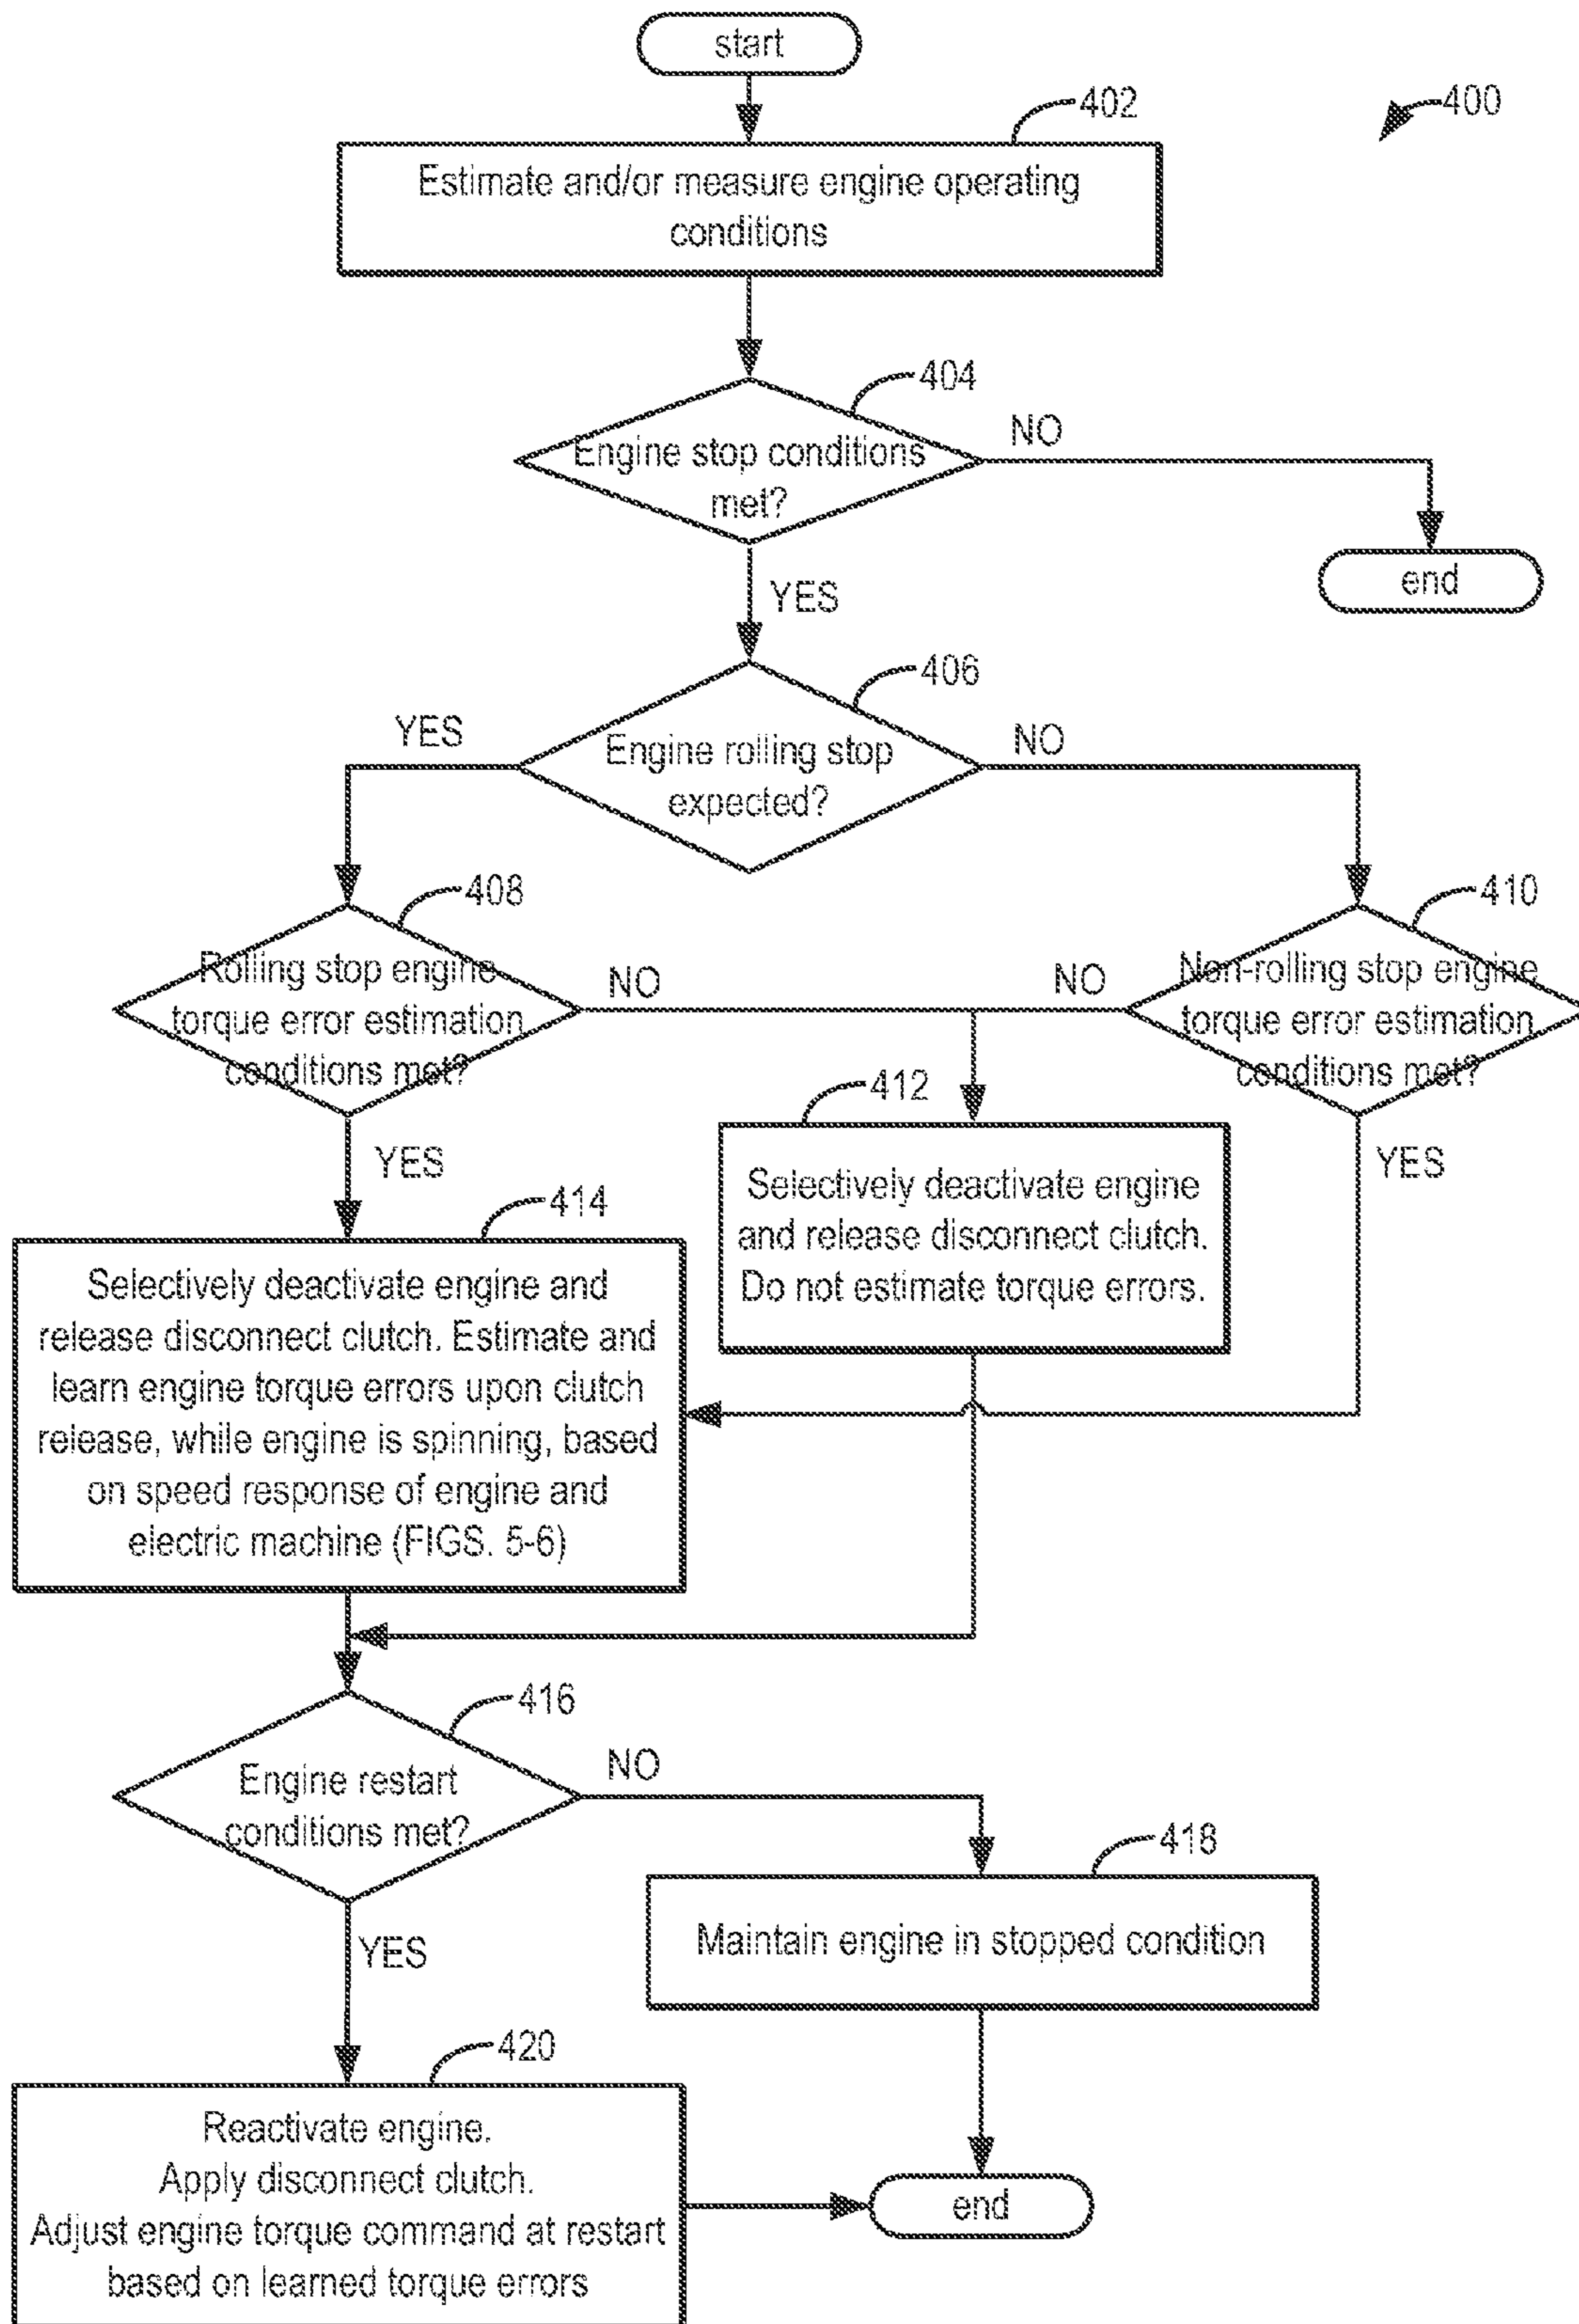 start
400
402
Estimate and/or measure engine operating
conditions
404
Engine stop conditions
met?
NO
end
YES
406
Engine rolling stop
expected?
YES
NO
408
Rolling stop engine
torque error estimation
conditions met?
NO
410
Non-rolling stop engine
torque error estimation
conditions met?
NO
YES
YES
412
Selectively deactivate engine
and release disconnect clutch.
Do not estimate torque errors.
414
Selectively deactivate engine and
release disconnect clutch. Estimate and
learn engine torque errors upon clutch
release, while engine is spinning, based
on speed response of engine and
electric machine (FIGS. 5-6)
416
Engine restart
conditions met?
NO
YES
418
Maintain engine in stopped condition
420
Reactivate engine.
Apply disconnect clutch.
Adjust engine torque command at restart
based on learned torque errors
end